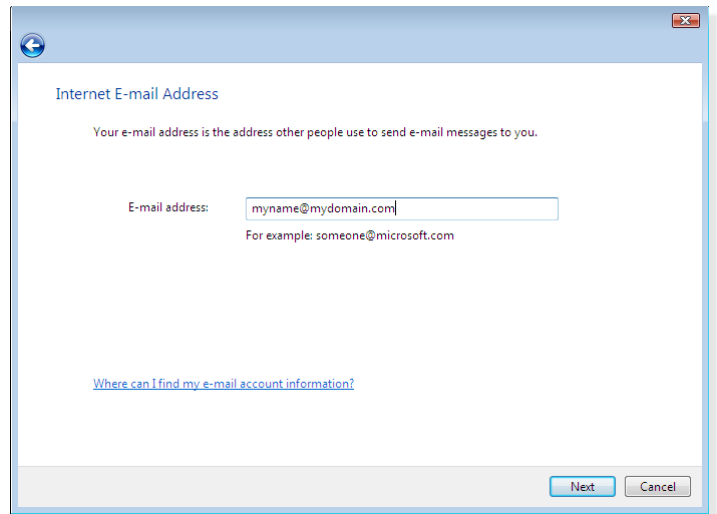 Internet E-mail Address
Your e-mail address is the address other people use to send e-mail messages to you.
E-mail address: myname@mydomain.com
For example: someone@microsoft.com
Where can I find my e-mail account information?
Next Cancel